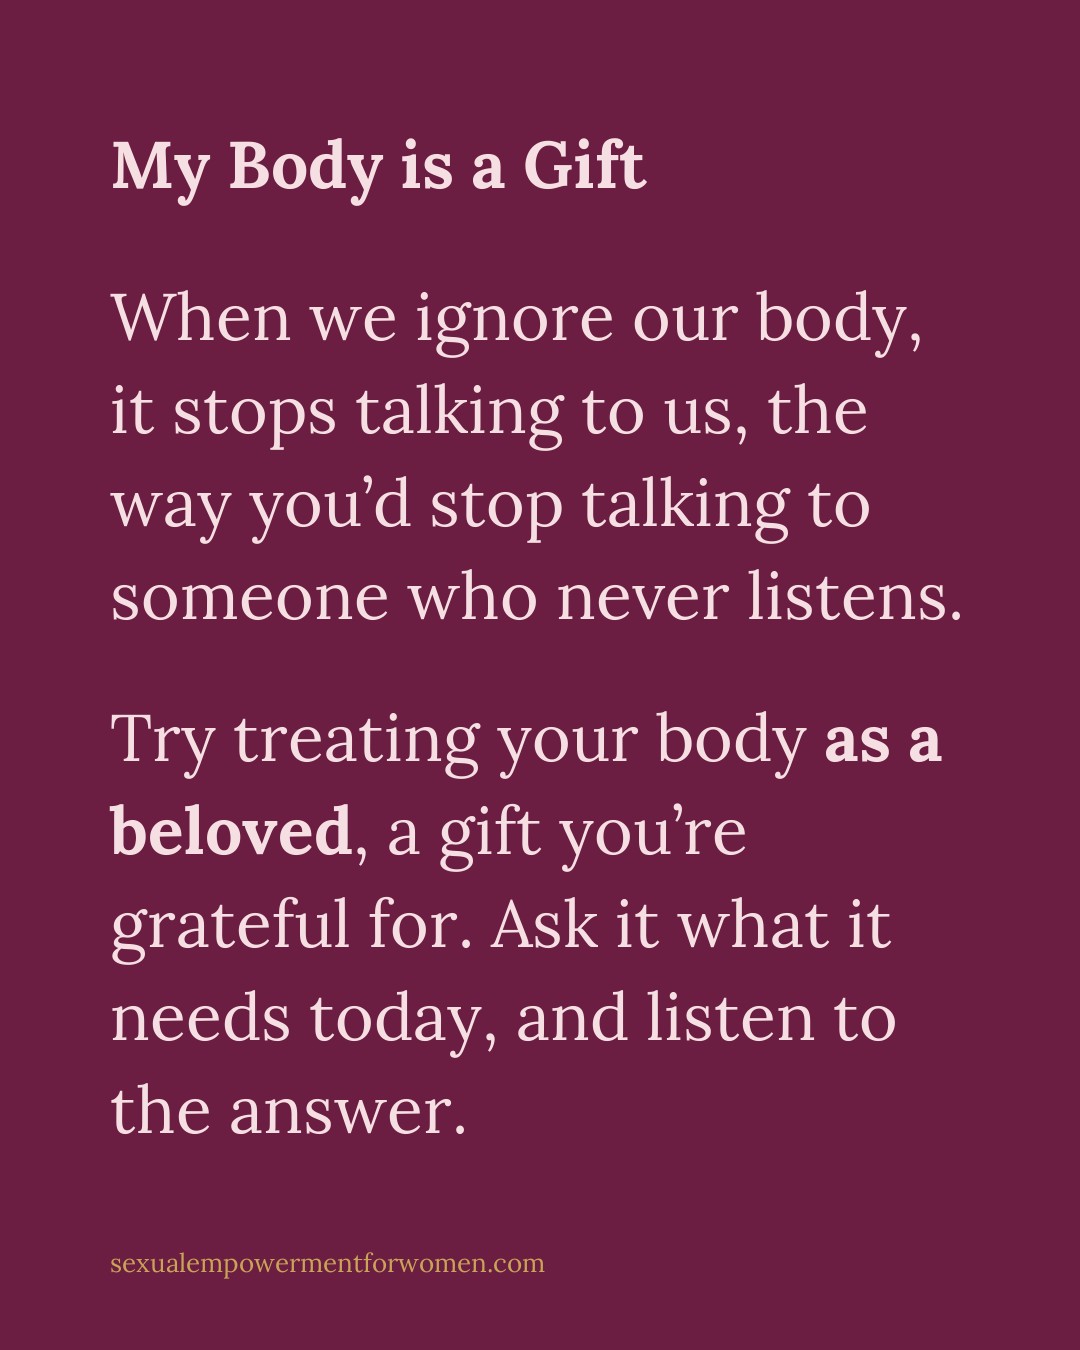 My Body is a Gift
When we ignore our body,
it stops talking to us, the
way you’d stop talking to
someone who never listens.
Try treating your body as a
beloved, a gift you’re
grateful for. Ask it what it
needs today, and listen to
the answer.
sexualempowermentforwomen.com